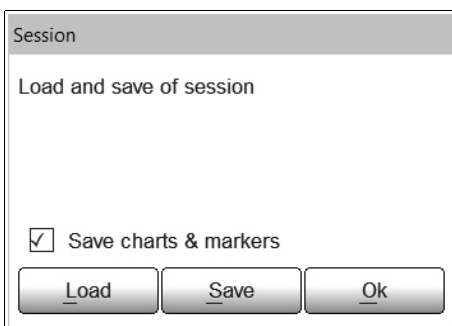 Session
Load and save of session
Save charts & markers
Load Save Ok